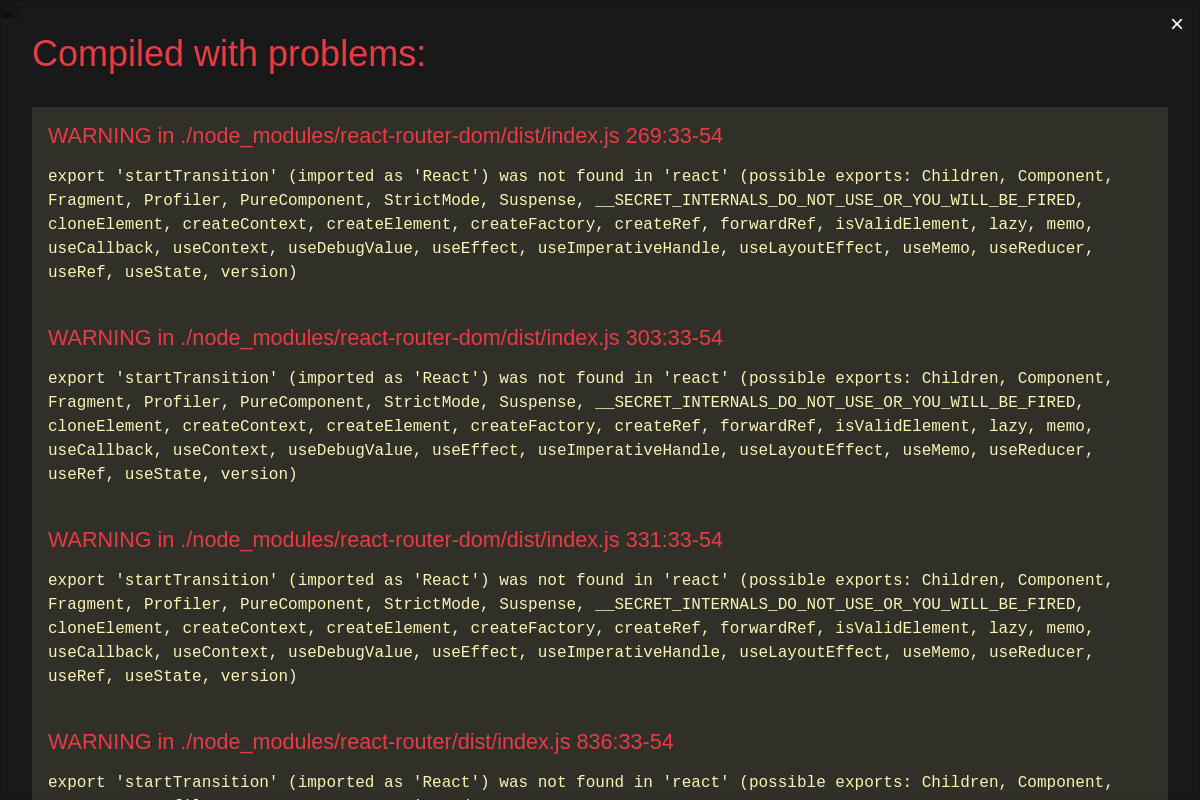 ×
Compiled with problems:
WARNING in ./node_modules/react-router-dom/dist/index.js 269:33-54
export 'startTransition' (imported as 'React') was not found in 'react' (possible exports: Children, Component,
Fragment, Profiler, PureComponent, StrictMode, Suspense, __SECRET_INTERNALS_DO_NOT_USE_OR_YOU_WILL_BE_FIRED,
cloneElement, createContext, createElement, createFactory, createRef, forwardRef, isValidElement, lazy, memo,
useCallback, useContext, useDebugValue, useEffect, useImperativeHandle, useLayoutEffect, useMemo, useReducer,
useRef, useState, version)
WARNING in ./node_modules/react-router-dom/dist/index.js 303:33-54
export 'startTransition' (imported as 'React') was not found in 'react' (possible exports: Children, Component,
Fragment, Profiler, PureComponent, StrictMode, Suspense, __SECRET_INTERNALS_DO_NOT_USE_OR_YOU_WILL_BE_FIRED,
cloneElement, createContext, createElement, createFactory, createRef, forwardRef, isValidElement, lazy, memo,
useCallback, useContext, useDebugValue, useEffect, useImperativeHandle, useLayoutEffect, useMemo, useReducer,
useRef, useState, version)
WARNING in ./node_modules/react-router-dom/dist/index.js 331:33-54
export 'startTransition' (imported as 'React') was not found in 'react' (possible exports: Children, Component,
Fragment, Profiler, PureComponent, StrictMode, Suspense, __SECRET_INTERNALS_DO_NOT_USE_OR_YOU_WILL_BE_FIRED,
cloneElement, createContext, createElement, createFactory, createRef, forwardRef, isValidElement, lazy, memo,
useCallback, useContext, useDebugValue, useEffect, useImperativeHandle, useLayoutEffect, useMemo, useReducer,
useRef, useState, version)
WARNING in ./node_modules/react-router/dist/index.js 836:33-54
export 'startTransition' (imported as 'React') was not found in 'react' (possible exports: Children, Component,